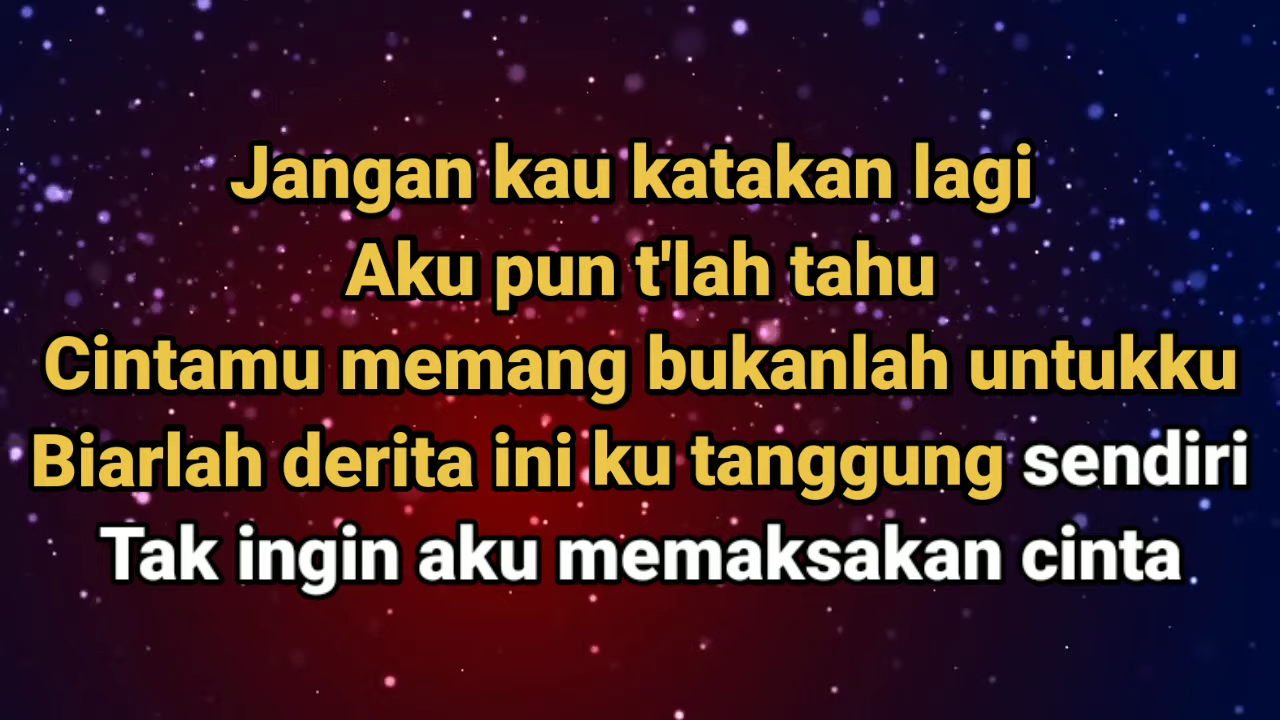 Jangan kau katakan lagi
Aku pun t'lah tahu
Cintamu memang bukanlah untukku
Biarlah derita ini ku tanggung sendiri
Tak ingin aku memaksakan cinta